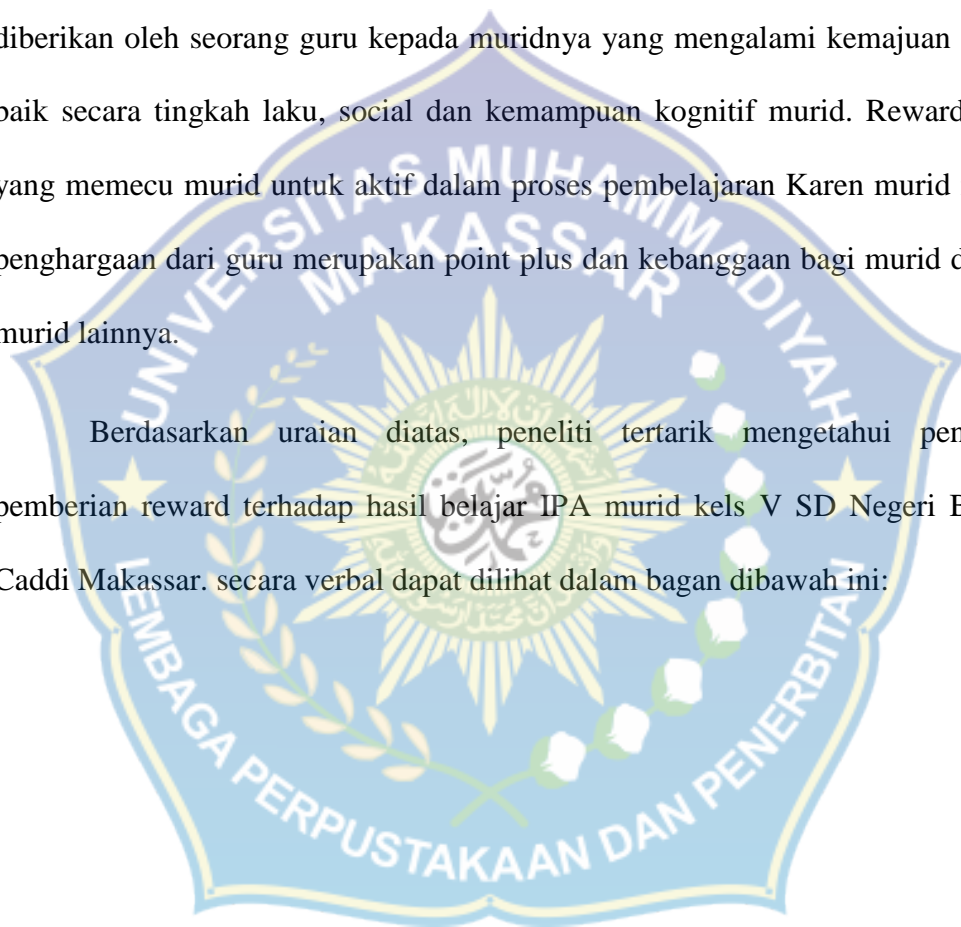 diberikan oleh seorang guru kepada muridnya yang mengalami kemajuan
baik secara tingkah laku, social dan kemampuan kognitif murid. Reward
yang memecu murid untuk aktif dalam proses pembelajaran Karen murid
penghargaan dari guru merupakan point plus dan kebanggaan bagi murid d
murid lainnya.
Berdasarkan uraian diatas, peneliti tertarik mengetahui pen
pemberian reward terhadap hasil belajar IPA murid kels V SD Negeri B
Caddi Makassar. secara verbal dapat dilihat dalam bagan dibawah ini:
UNIVERSITAS MUHAMMADIYAH
MAKASSAR
LEMBAGA PERPUSTAKAAN DAN PENERBITAN